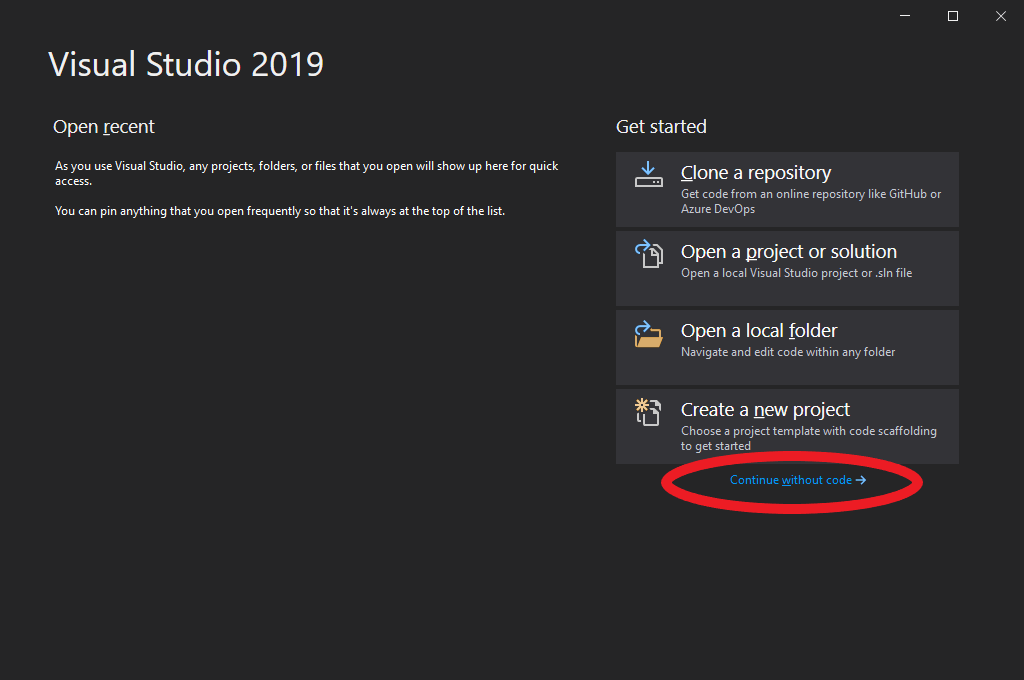 Visual Studio 2019
Open recent
As you use Visual Studio, any projects, folders, or files that you open will show up here for quick
access.
You can pin anything that you open frequently so that it's always at the top of the list.
Get started
Clone a repository
Get code from an online repository like GitHub or
Azure DevOps
Open a project or solution
Open a local Visual Studio project or .sln file
Open a local folder
Navigate and edit code within any folder
Create a new project
Choose a project template with code scaffolding
to get started
Continue without code →